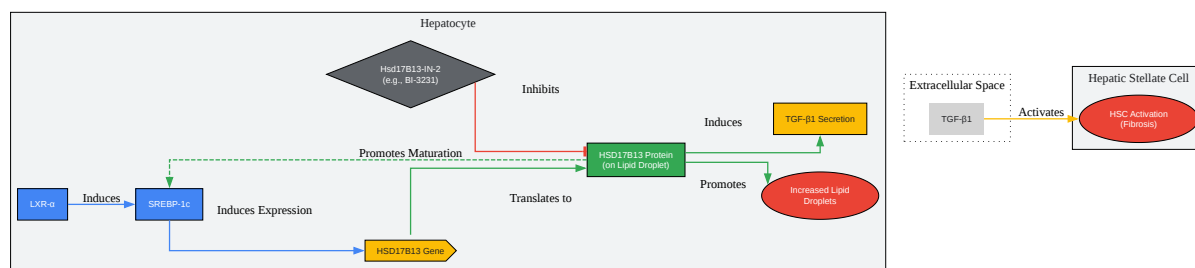 Hepatocyte
Hsd17B13-IN-2
(e.g., BI-3231)
Inhibits
Extracellular Space
Hepatic Stellate Cell
TGF-β1 Secretion
Induces
TGF-β1
Activates
HSC Activation
(Fibrosis)
Promotes Maturation
HSD17B13 Protein
(on Lipid Droplet)
Promotes
Increased Lipid
Droplets
LXR-α
Induces
SREBP-1c
Induces Expression
Translates to
HSD17B13 Gene